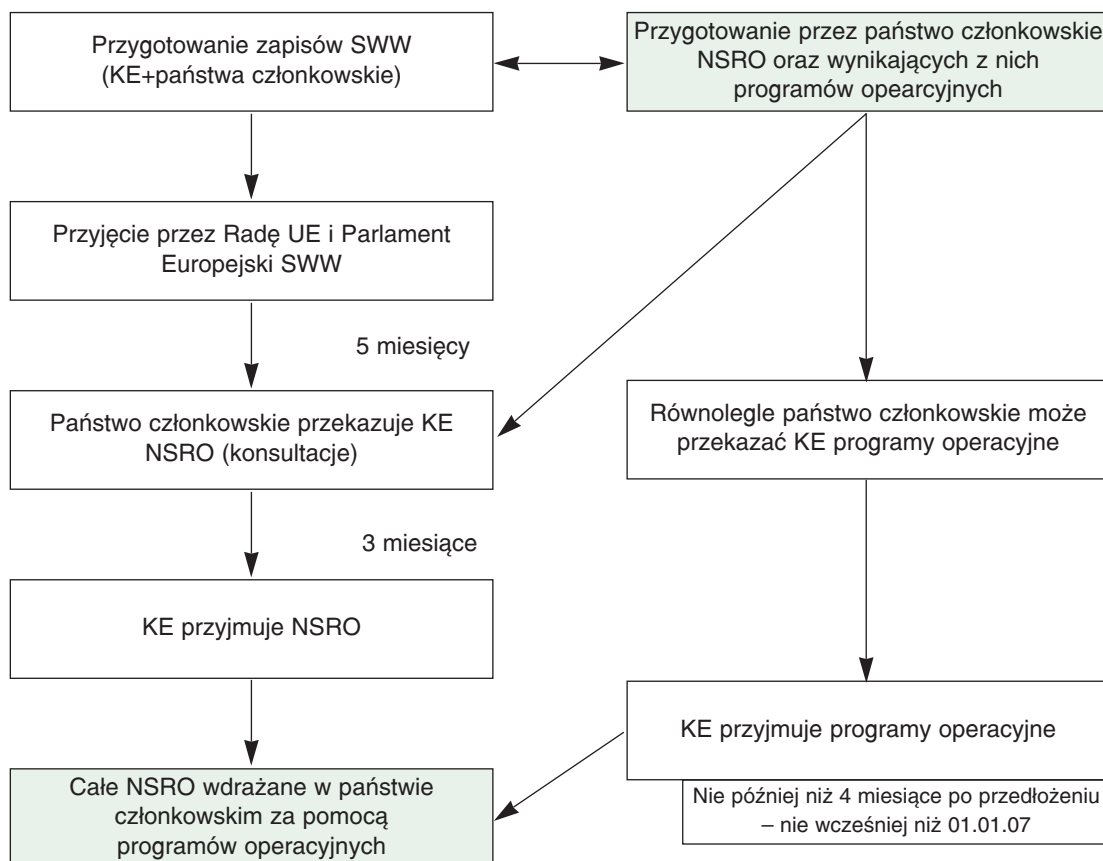 Przygotowanie zapisów SWW
(KE+państwa członkowskie)
Przygotowanie przez państwo członkowskie
NSRO oraz wynikających z nich
programów opearcyjnych
Przyjęcie przez Radę UE i Parlament
Europejski SWW
5 miesięcy
Państwo członkowskie przekazuje KE
NSRO (konsultacje)
Równolegle państwo członkowskie może
przekazać KE programy operacyjne
3 miesiące
KE przyjmuje NSRO
KE przyjmuje programy operacyjne
Nie później niż 4 miesiące po przedłożeniu
– nie wcześniej niż 01.01.07
Całe NSRO wdrażane w państwie
członkowskim za pomocą
programów operacyjnych